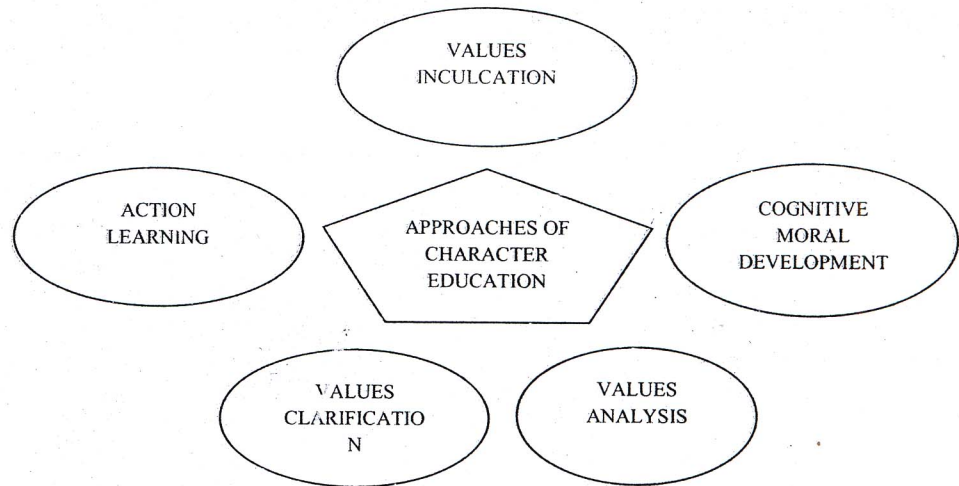 VALUES
INCULCATION
ACTION
LEARNING
APPROACHES OF
CHARACTER
EDUCATION
COGNITIVE
MORAL
DEVELOPMENT
VALUES
CLARIFICATIO
N
VALUES
ANALYSIS